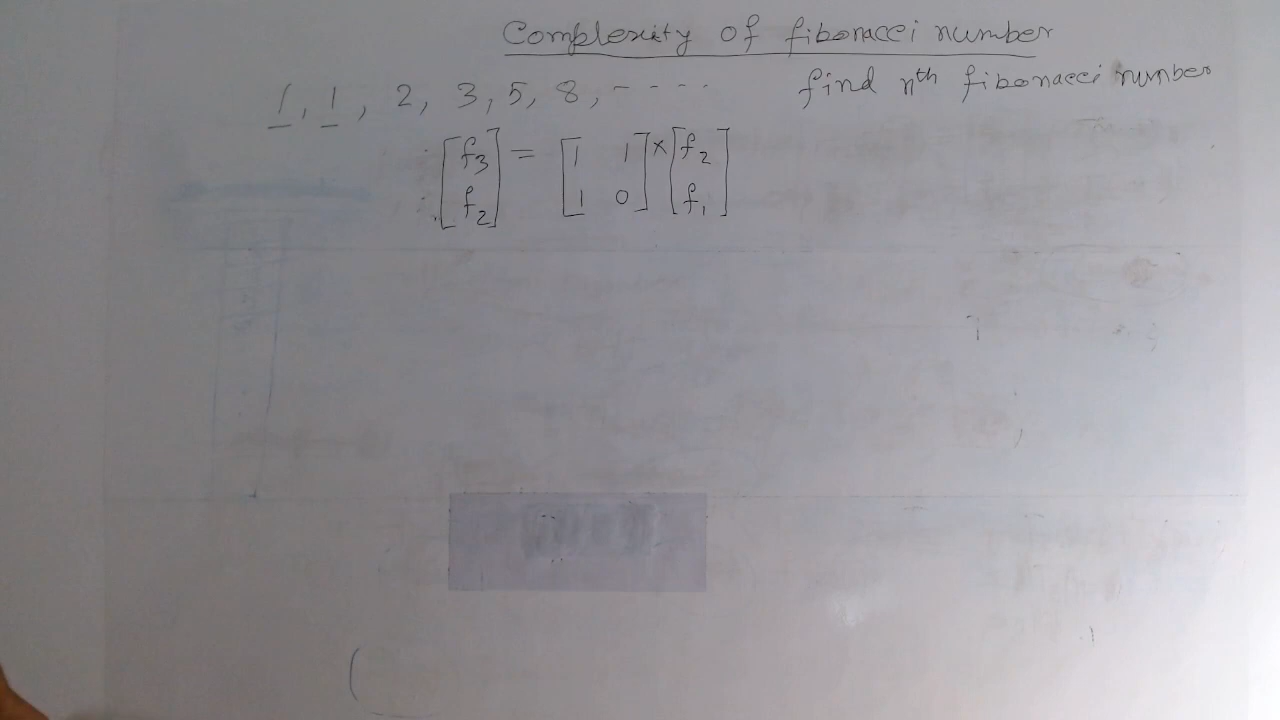 Complexity of fibonacci number
1, 1, 2, 3, 5, 8, - - - -
find nth fibonacci number
[f3 f2] = [1 1 1 0] × [f2 f1]